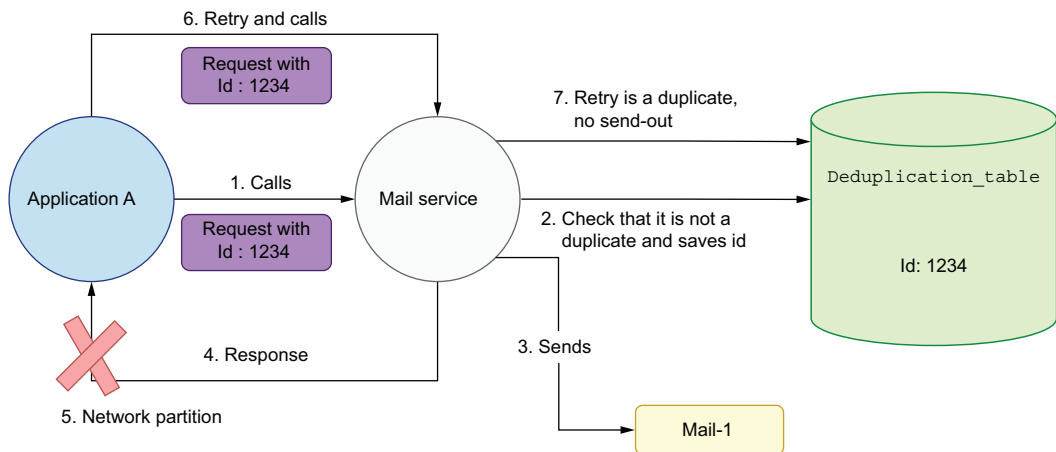 6. Retry and calls
Request with
Id : 1234
7. Retry is a duplicate,
no send-out
Application A
1. Calls
Request with
Id : 1234
Mail service
2. Check that it is not a
duplicate and saves id
Deduplication_table
Id: 1234
4. Response
3. Sends
5. Network partition
Mail-1